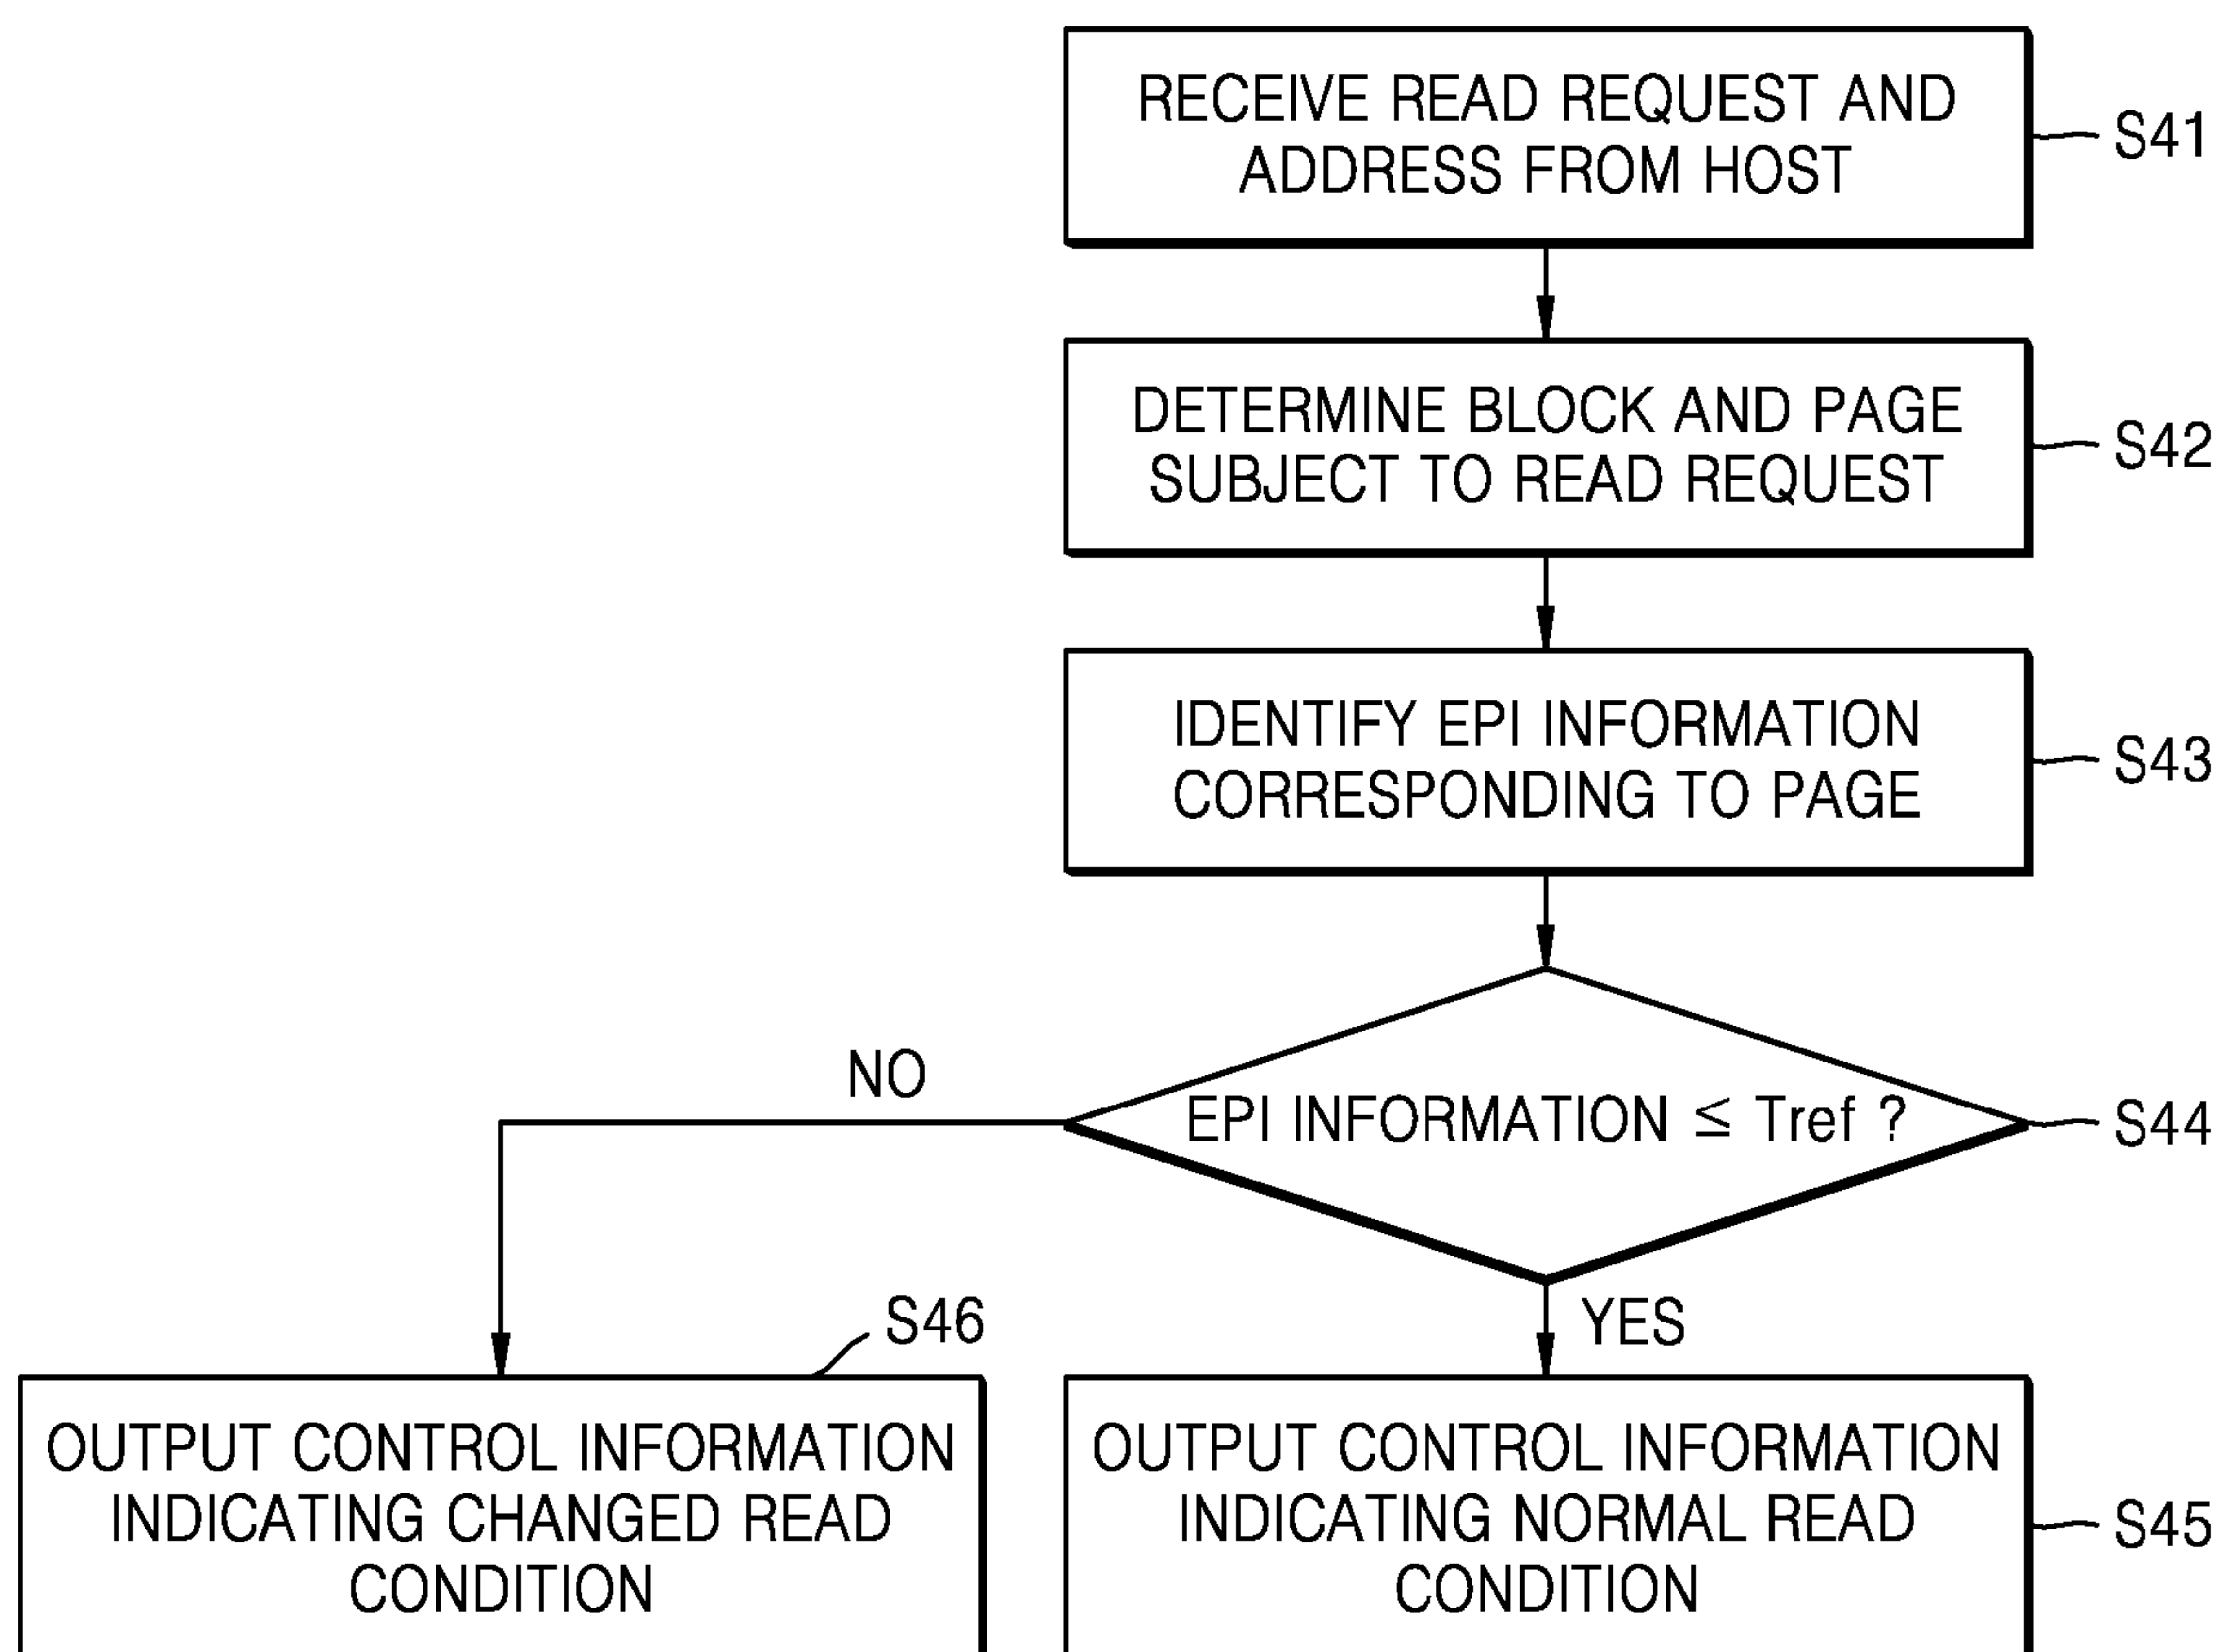 RECEIVE READ REQUEST AND
ADDRESS FROM HOST
S41
DETERMINE BLOCK AND PAGE
SUBJECT TO READ REQUEST
S42
IDENTIFY EPI INFORMATION
CORRESPONDING TO PAGE
S43
NO
EPI INFORMATION ≤ Tref ?
S44
YES
S46
OUTPUT CONTROL INFORMATION
INDICATING CHANGED READ
CONDITION
OUTPUT CONTROL INFORMATION
INDICATING NORMAL READ
CONDITION
S45